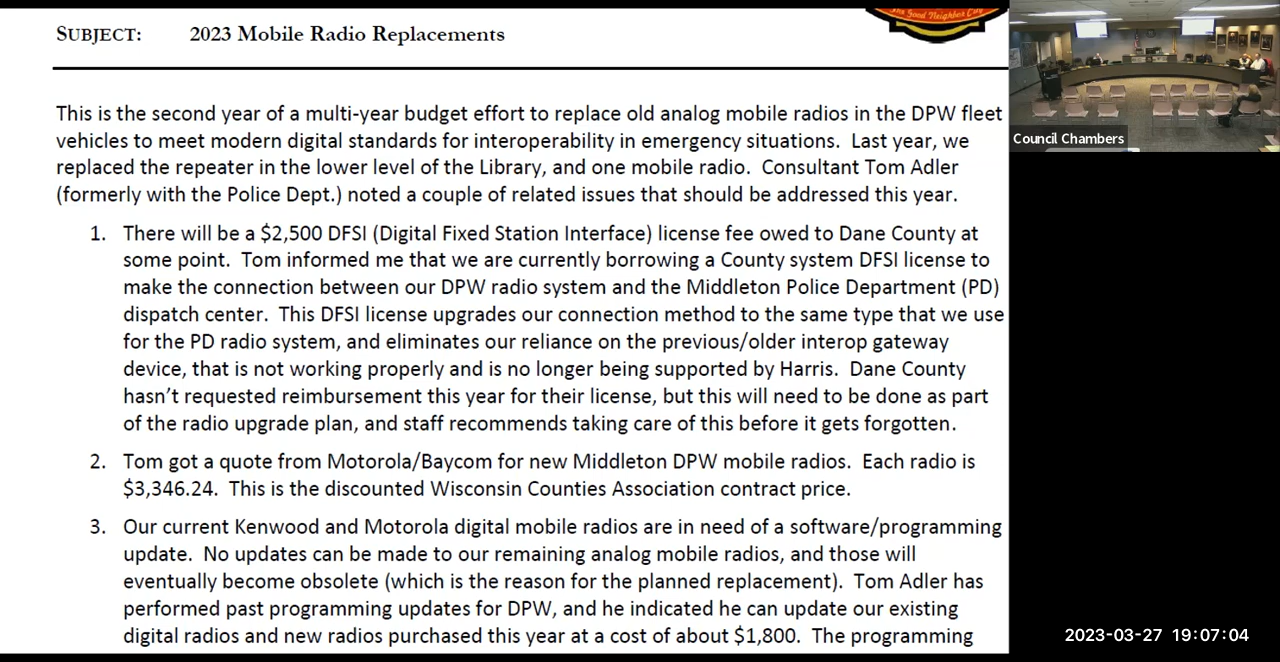 The Good Neighbor City
SUBJECT: 2023 Mobile Radio Replacements
This is the second year of a multi-year budget effort to replace old analog mobile radios in the DPW fleet
vehicles to meet modern digital standards for interoperability in emergency situations. Last year, we
replaced the repeater in the lower level of the Library, and one mobile radio. Consultant Tom Adler
(formerly with the Police Dept.) noted a couple of related issues that should be addressed this year.
1. There will be a $2,500 DFSI (Digital Fixed Station Interface) license fee owed to Dane County at
some point. Tom informed me that we are currently borrowing a County system DFSI license to
make the connection between our DPW radio system and the Middleton Police Department (PD)
dispatch center. This DFSI license upgrades our connection method to the same type that we use
for the PD radio system, and eliminates our reliance on the previous/older interop gateway
device, that is not working properly and is no longer being supported by Harris. Dane County
hasn't requested reimbursement this year for their license, but this will need to be done as part
of the radio upgrade plan, and staff recommends taking care of this before it gets forgotten.
2. Tom got a quote from Motorola/Baycom for new Middleton DPW mobile radios. Each radio is
$3,346.24. This is the discounted Wisconsin Counties Association contract price.
3. Our current Kenwood and Motorola digital mobile radios are in need of a software/programming
update. No updates can be made to our remaining analog mobile radios, and those will
eventually become obsolete (which is the reason for the planned replacement). Tom Adler has
performed past programming updates for DPW, and he indicated he can update our existing
digital radios and new radios purchased this year at a cost of about $1,800. The programming
Council Chambers
2023-03-27 19:07:04